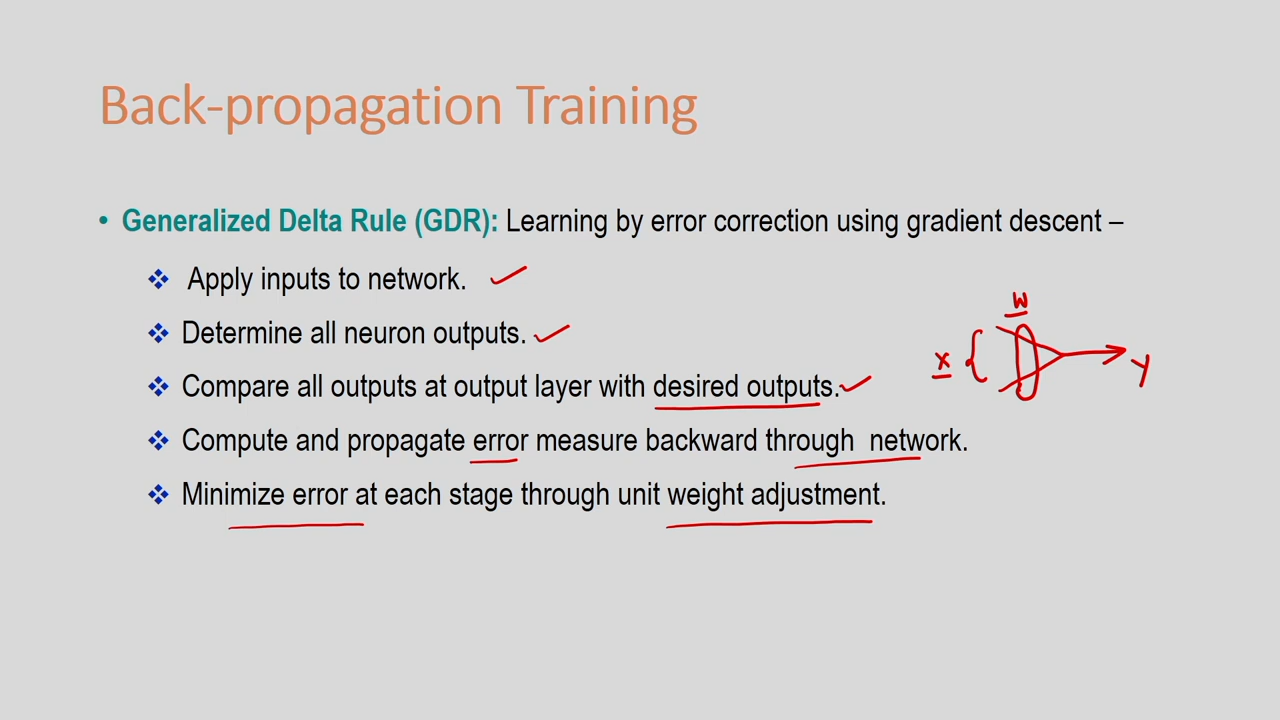 Back-propagation Training
• Generalized Delta Rule (GDR): Learning by error correction using gradient descent –
❖ Apply inputs to network.
❖ Determine all neuron outputs.
❖ Compare all outputs at output layer with desired outputs.
❖ Compute and propagate error measure backward through network.
❖ Minimize error at each stage through unit weight adjustment.
W
X
Y